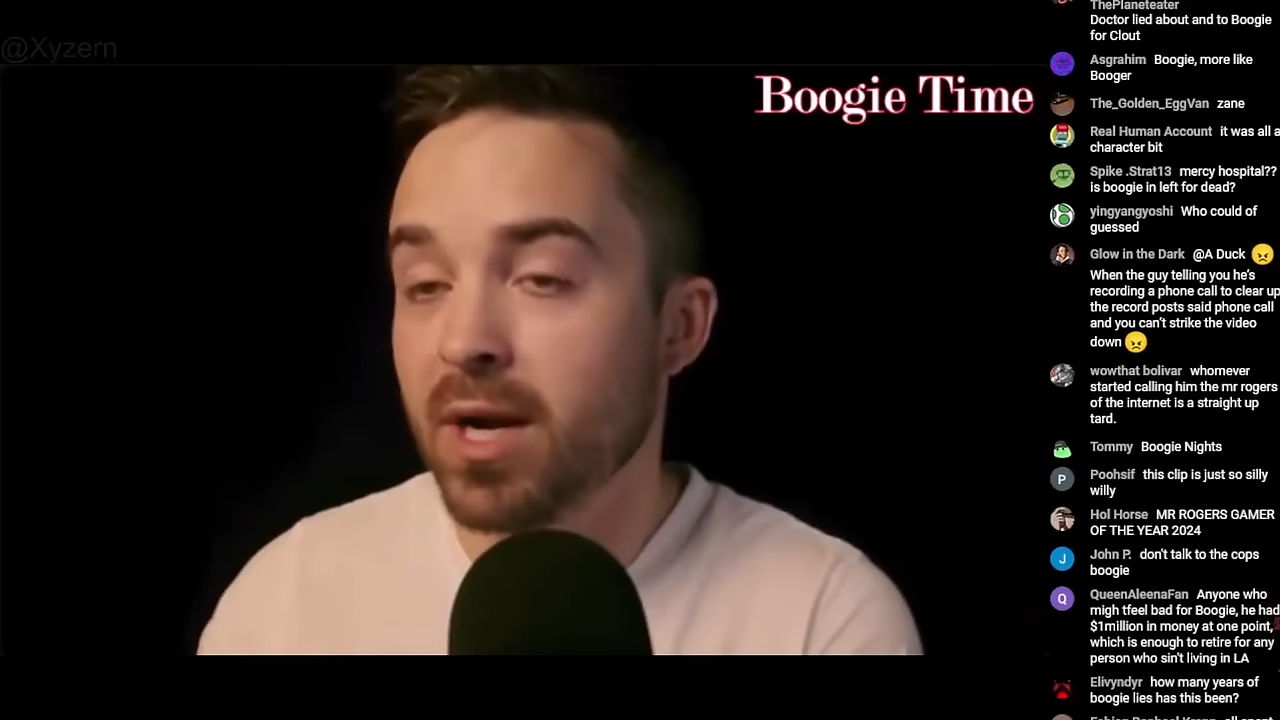 @Xyzern
Boogie Time
ThePlaneteater
Doctor lied about and to Boogie
for Clout
Asgrahim Boogie, more like
Booger
The_Golden_EggVan zane
Real Human Account it was all a
character bit
Spike .Strat13 mercy hospital??
is boogie in left for dead?
yingyangyoshi Who could of
guessed
Glow in the Dark @A Duck 😠
When the guy telling you he's
recording a phone call to clear up
the record posts said phone call
and you can't strike the video
down 😠
wowthat bolivar whomever
started calling him the mr rogers
of the internet is a straight up
tard.
Tommy Boogie Nights
P
Poohsif this clip is just so silly
willy
Hol Horse MR ROGERS GAMER
OF THE YEAR 2024
J
John P. don't talk to the cops
boogie
Q
QueenAleenaFan Anyone who
migh tfeel bad for Boogie, he had
$1million in money at one point,
which is enough to retire for any
person who sin't living in LA
Elivyndyr how many years of
boogie lies has this been?